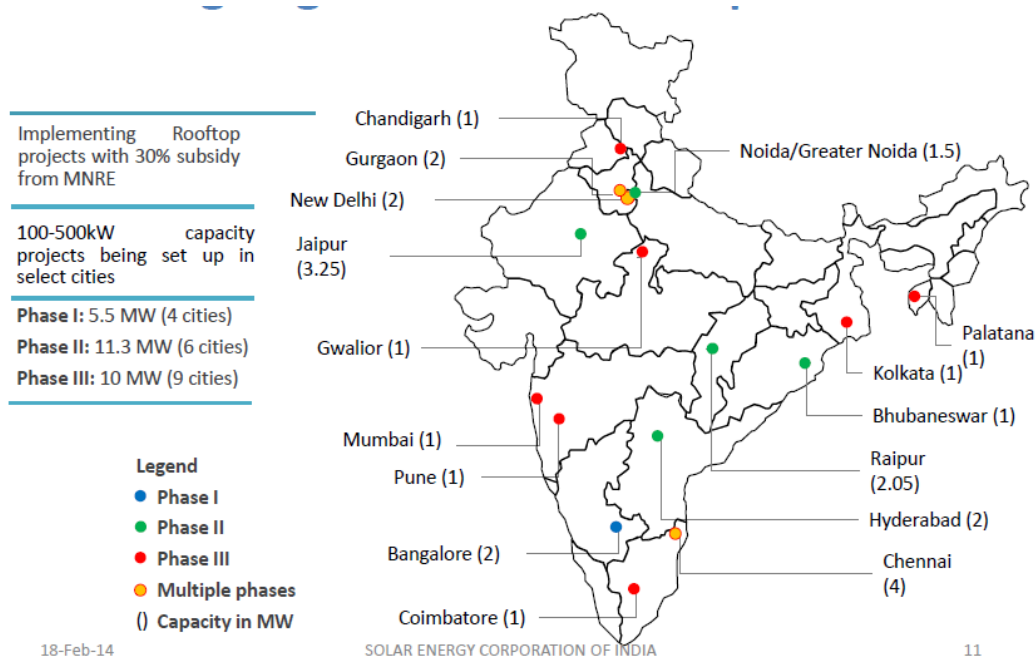 Implementing Rooftop
projects with 30% subsidy
from MNRE
100-500kW capacity
projects being set up in
select cities
Phase I: 5.5 MW (4 cities)
Phase II: 11.3 MW (6 cities)
Phase III: 10 MW (9 cities)
Legend
Phase I
Phase II
Phase III
Multiple phases
() Capacity in MW
Chandigarh (1)
Gurgaon (2)
New Delhi (2)
Jaipur
(3.25)
Gwalior (1)
Mumbai (1)
Pune (1)
Bangalore (2)
Coimbatore (1)
Noida/Greater Noida (1.5)
Palatana
(1)
Kolkata (1)
Bhubaneswar (1)
Raipur
(2.05)
Hyderabad (2)
Chennai
(4)
18-Feb-14
SOLAR ENERGY CORPORATION OF INDIA
11